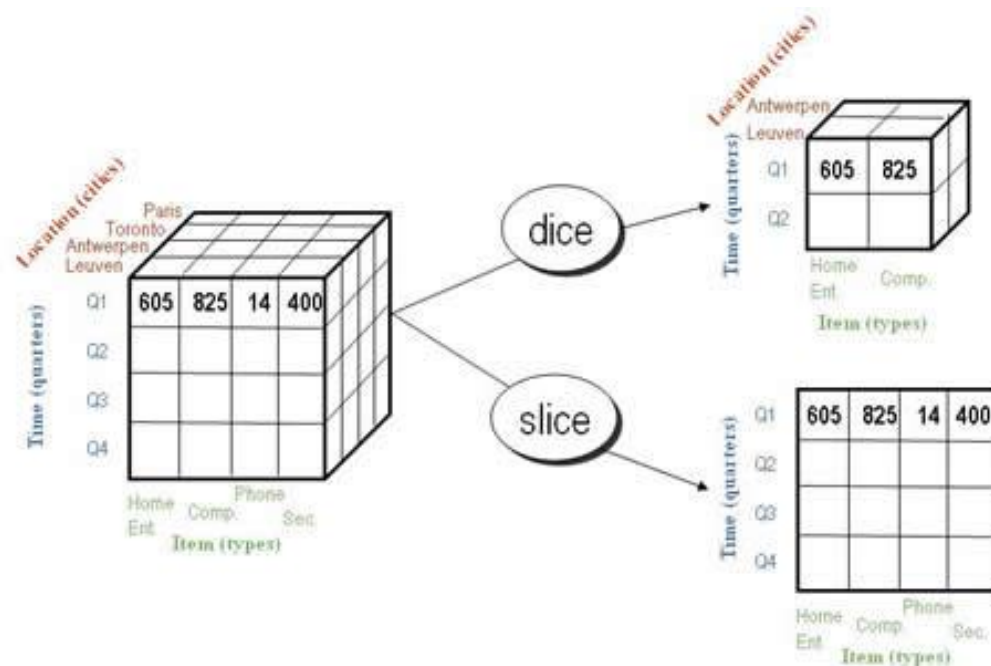 Location (cities)
Paris
Toronto
Antwerpen
Leuven
Time (quarters)
Q1
605 825 14 400
Q2
Q3
Q4
Home
Ent.
Comp.
Phone
Sec.
Item (types)
dice
slice
Location (cities)
Antwerpen
Leuven
Time (quarters)
Q1
605 825
Q2
Home
Ent.
Comp.
Item (types)
Time (quarters)
Q1
605 825 14 400
Q2
Q3
Q4
Home
Ent.
Comp.
Phone
Sec.
Item (types)